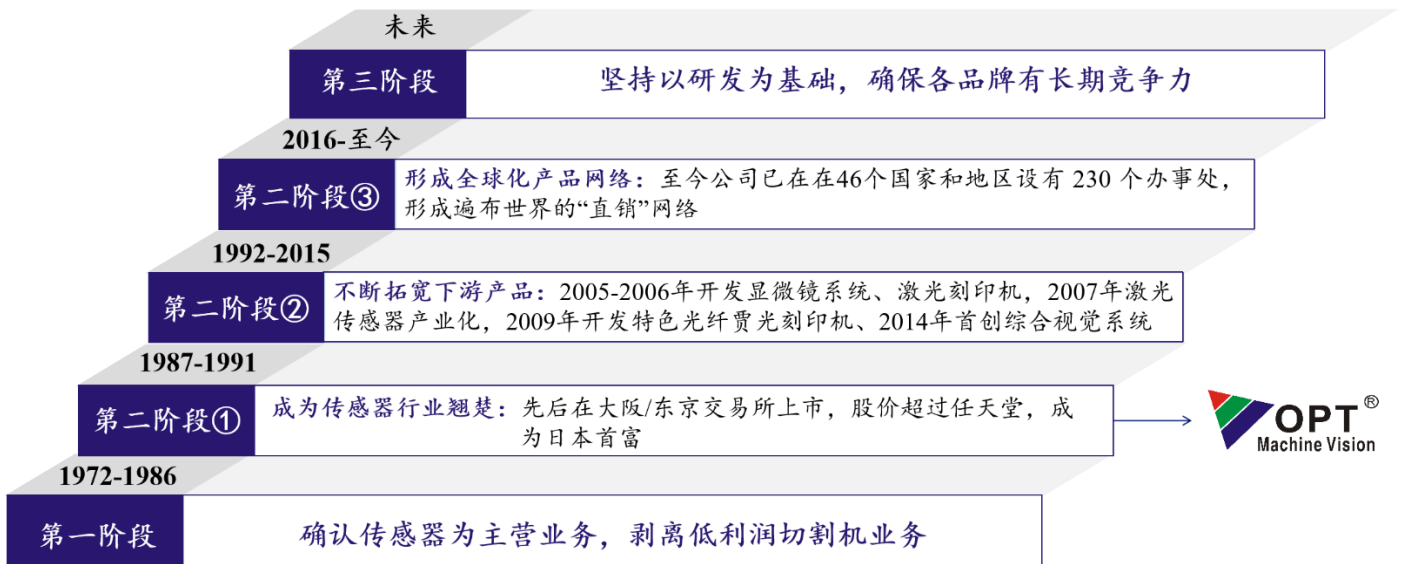 未来
第三阶段
坚持以研发为基础，确保各品牌有长期竞争力
2016-至今
第二阶段③
形成全球化产品网络：至今公司已在在46个国家和地区设有 230 个办事处，
形成遍布世界的“直销”网络
1992-2015
第二阶段②
不断拓宽下游产品：2005-2006年开发显微镜系统、激光刻印机，2007年激光
传感器产业化，2009年开发特色光纤贾光刻印机、2014年首创综合视觉系统
1987-1991
第二阶段①
成为传感器行业翘楚：先后在大阪/东京交易所上市，股价超过任天堂，成
为日本首富
OPT®
Machine Vision
1972-1986
第一阶段
确认传感器为主营业务，剥离低利润切割机业务